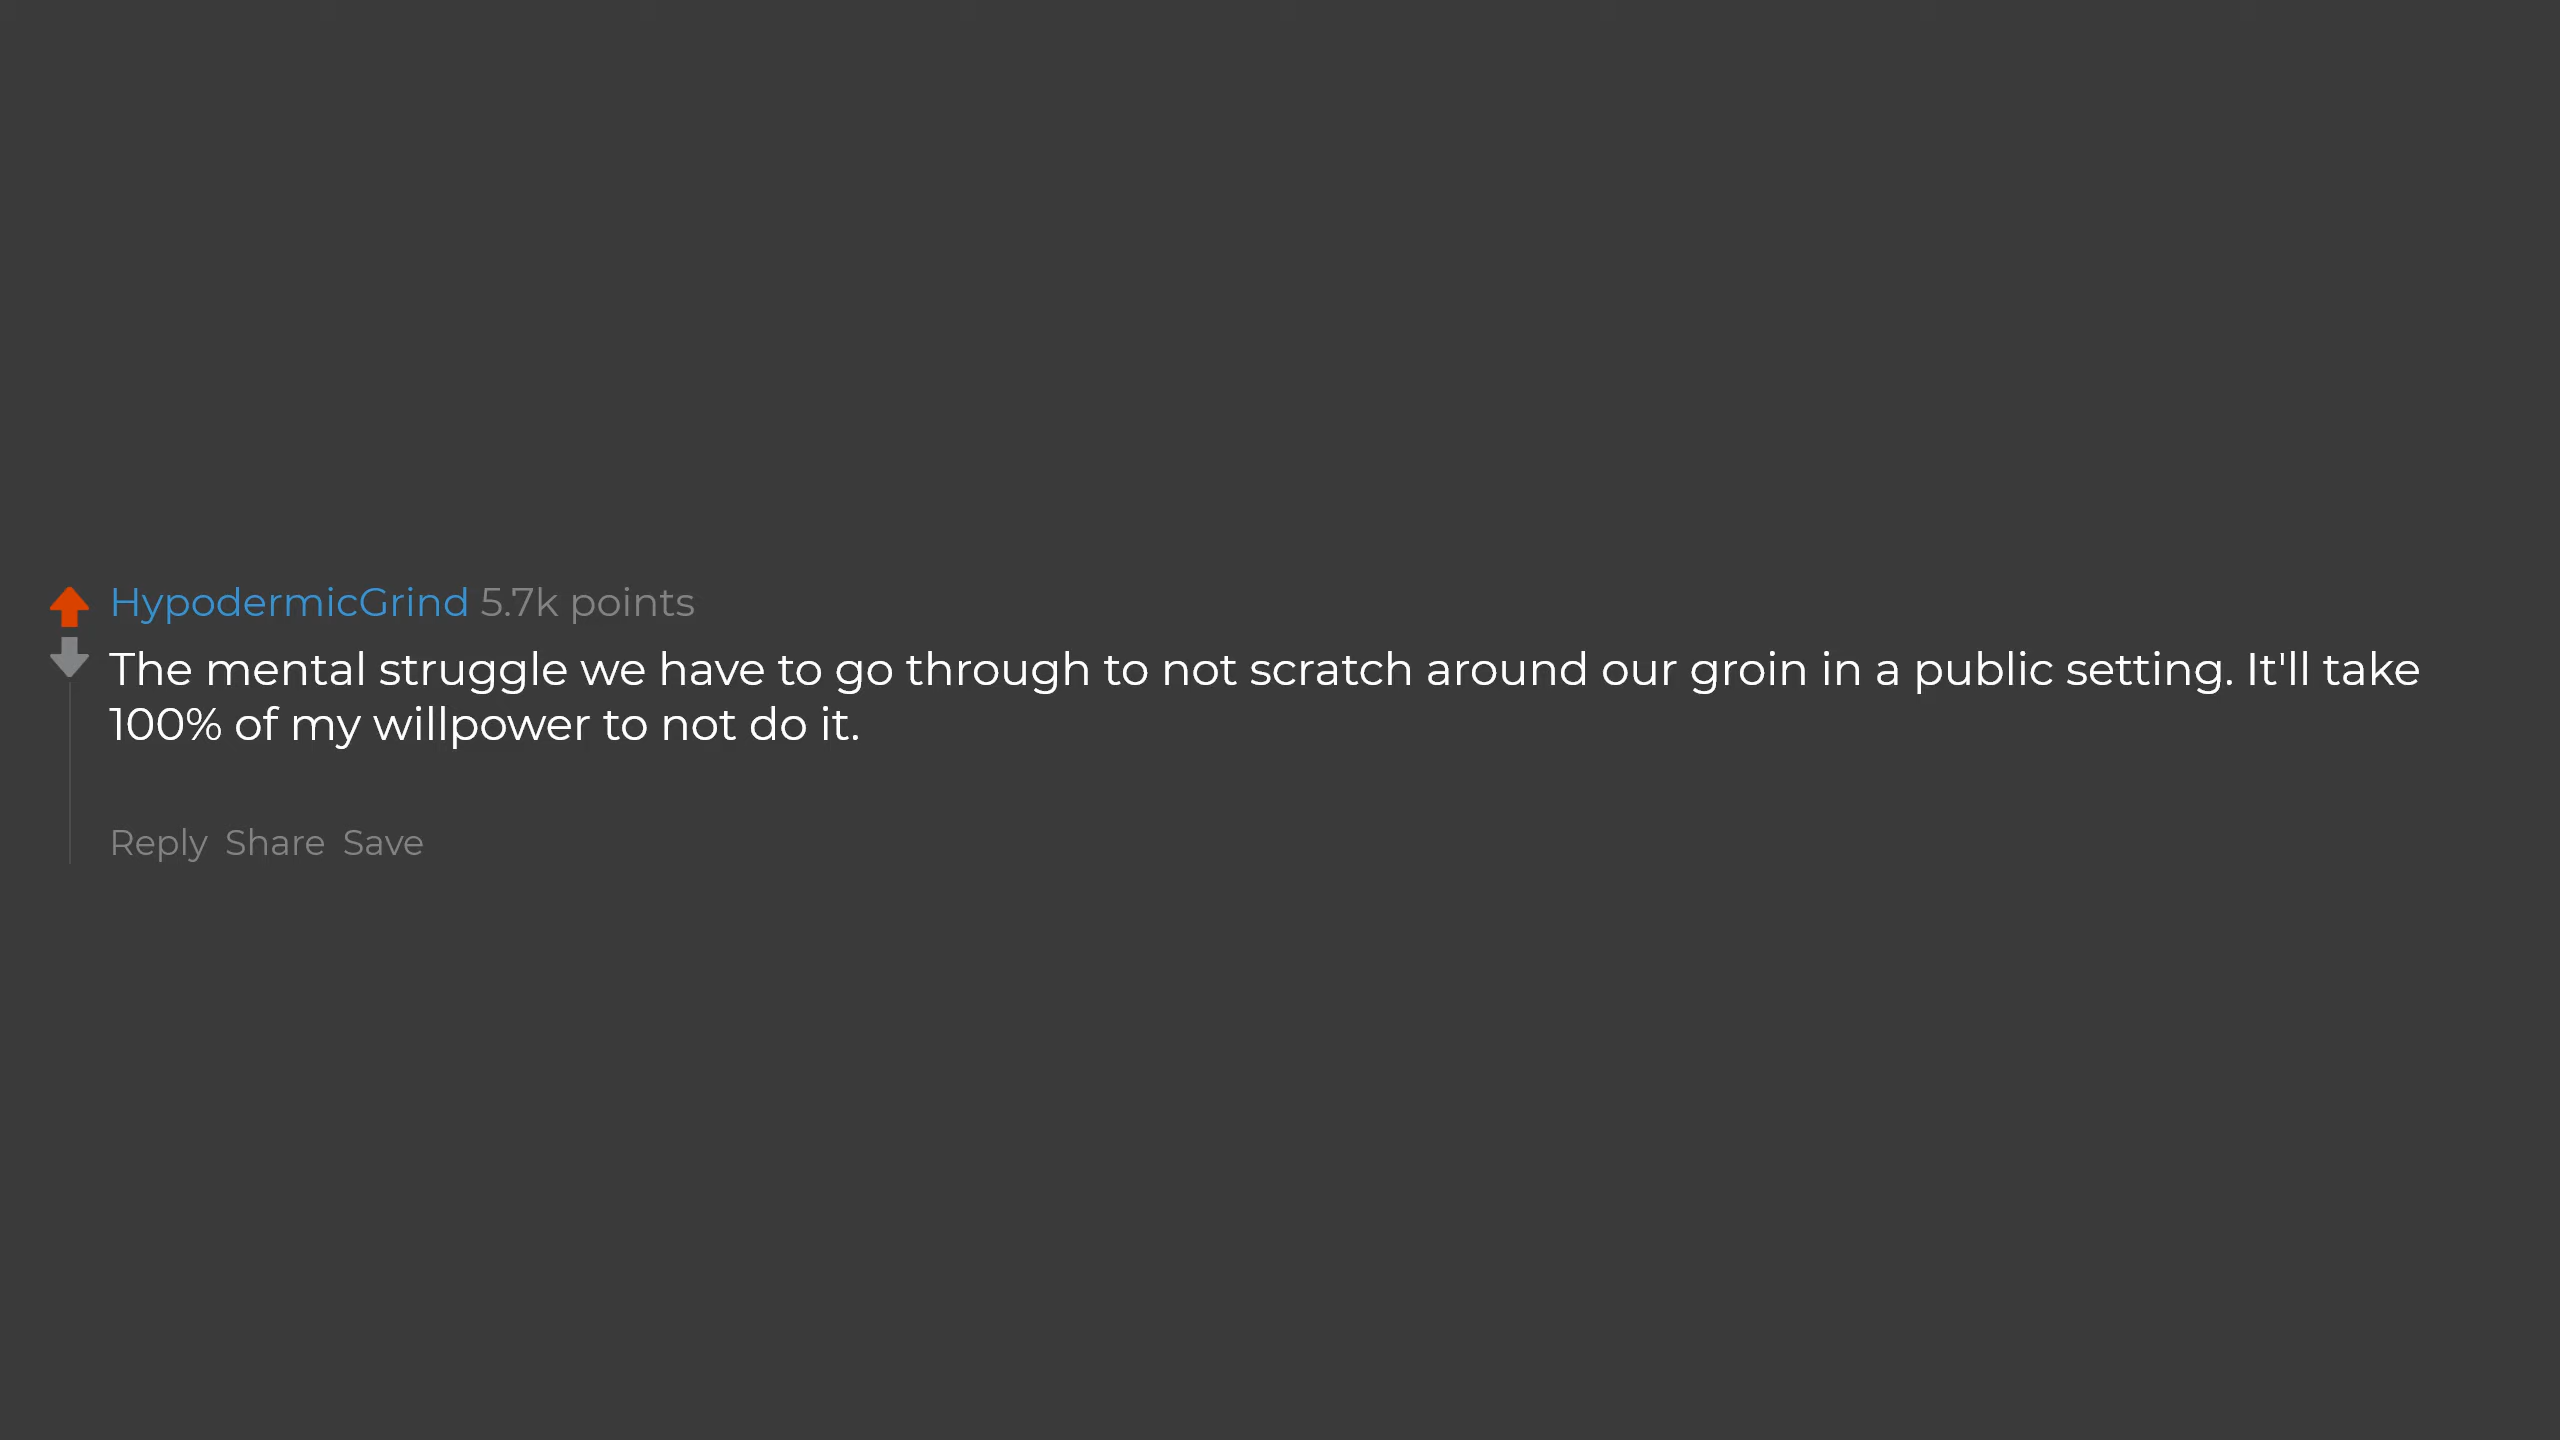 HypodermicGrind 5.7k points
The mental struggle we have to go through to not scratch around our groin in a public setting. It'll take
100% of my willpower to not do it.
Reply Share Save